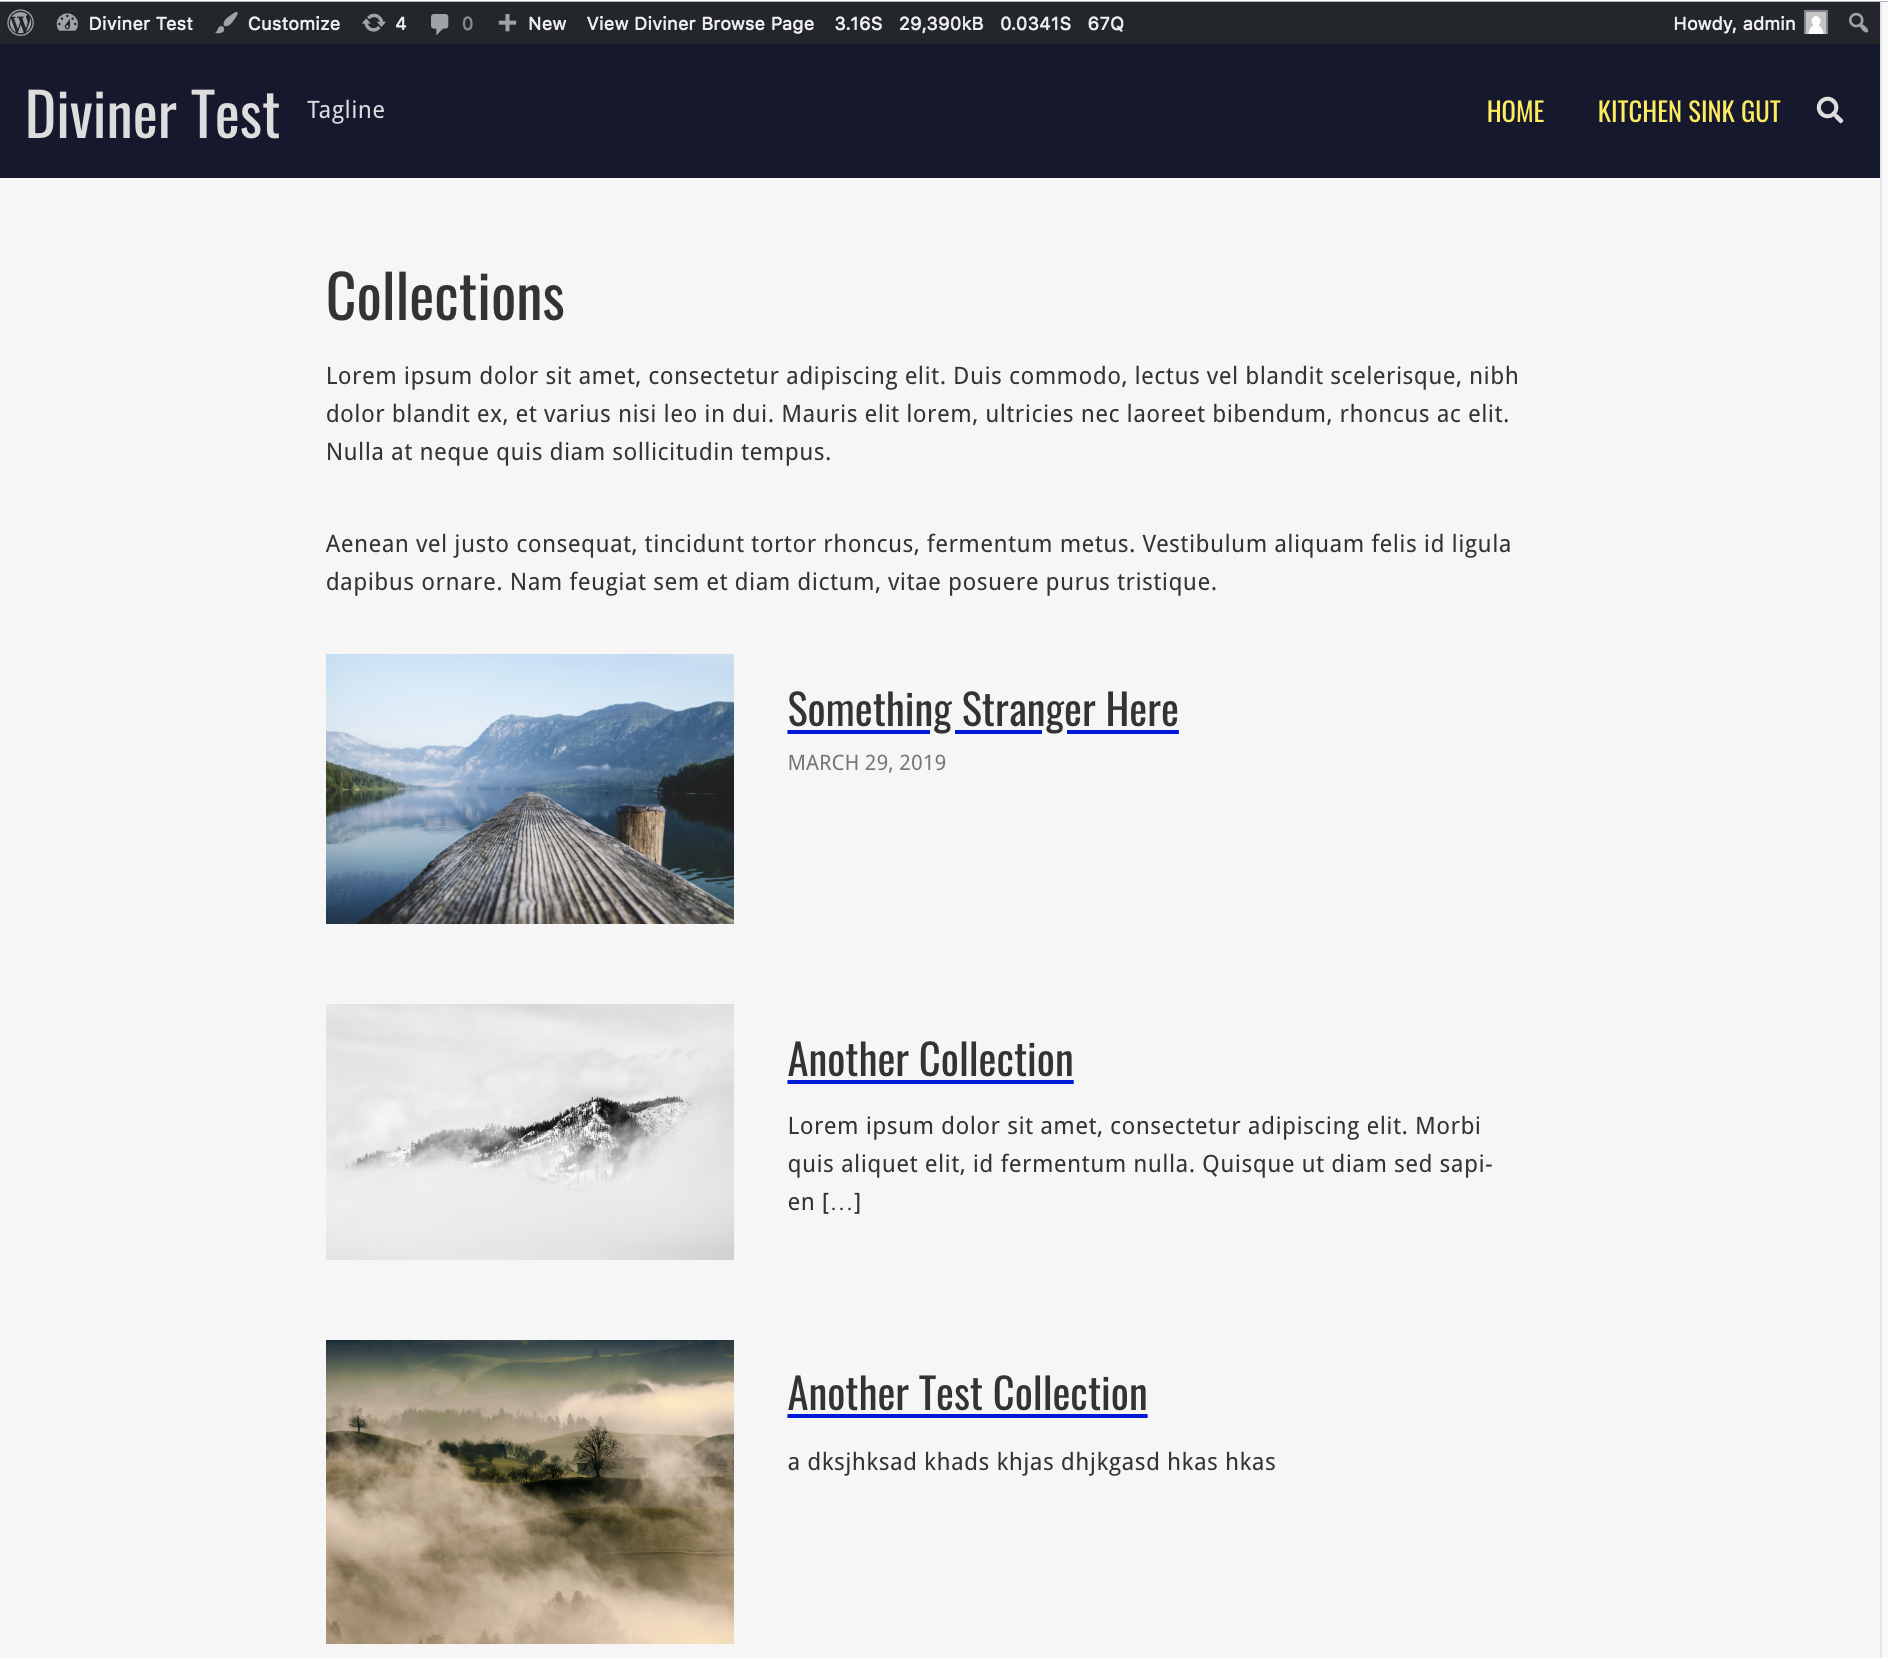 Diviner Test Customize 4 0 New View Diviner Browse Page 3.16S 29,390kB 0.0341S 67Q Howdy, admin
Diviner Test Tagline HOME KITCHEN SINK GUT
Collections
Lorem ipsum dolor sit amet, consectetur adipiscing elit. Duis commodo, lectus vel blandit scelerisque, nibh
dolor blandit ex, et varius nisi leo in dui. Mauris elit lorem, ultricies nec laoreet bibendum, rhoncus ac elit.
Nulla at neque quis diam sollicitudin tempus.
Aenean vel justo consequat, tincidunt tortor rhoncus, fermentum metus. Vestibulum aliquam felis id ligula
dapibus ornare. Nam feugiat sem et diam dictum, vitae posuere purus tristique.
Something Stranger Here
MARCH 29, 2019
Another Collection
Lorem ipsum dolor sit amet, consectetur adipiscing elit. Morbi
quis aliquet elit, id fermentum nulla. Quisque ut diam sed sapi-
en […]
Another Test Collection
a dksjhksad khads khjas dhjkgasd hkas hkas